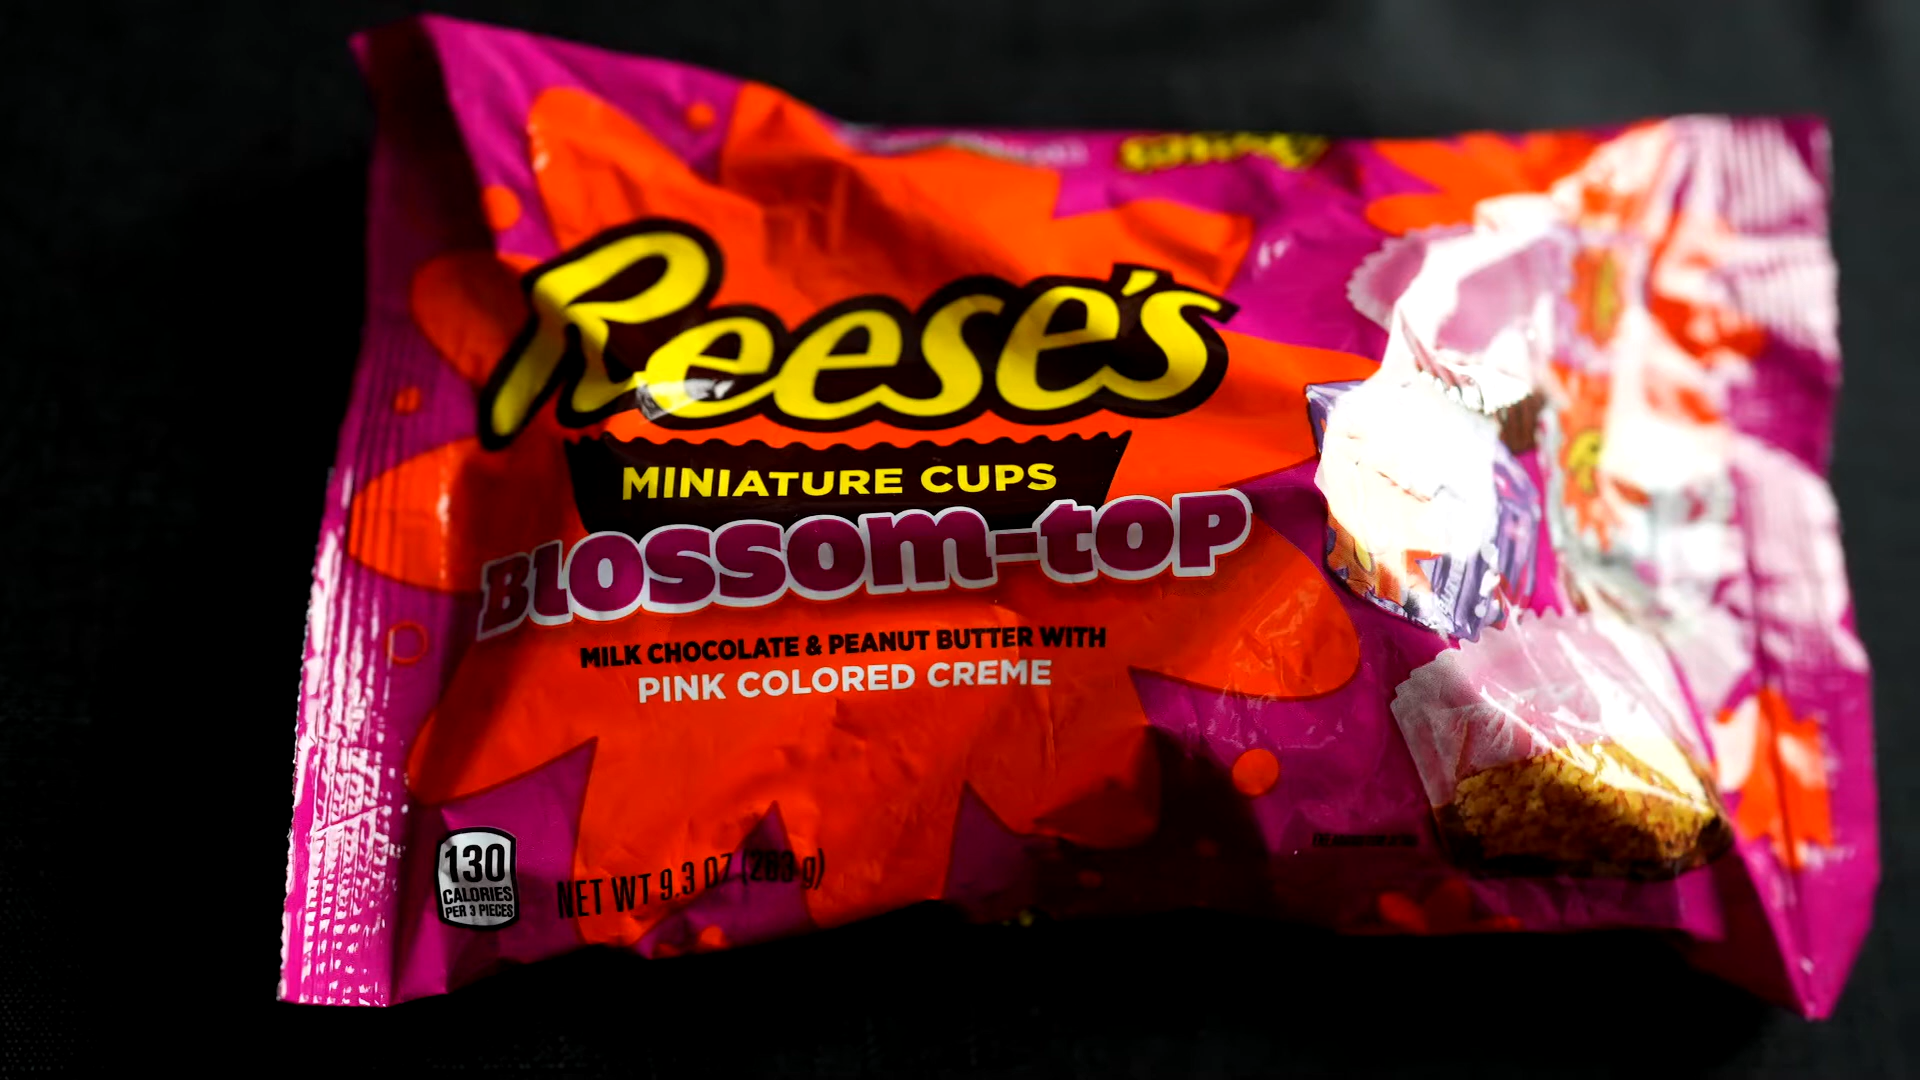 Reese's
MINIATURE CUPS
BLOSSOM-TOP
MILK CHOCOLATE & PEANUT BUTTER WITH
PINK COLORED CREME
130
CALORIES
PER 3 PIECES
NET WT 9.3 OZ (263 g)